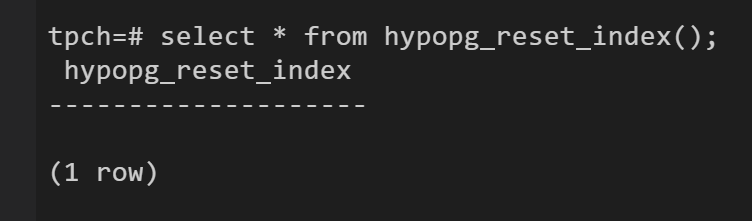 tpch=# select * from hypopg_reset_index();
 hypopg_reset_index
--------------------

(1 row)